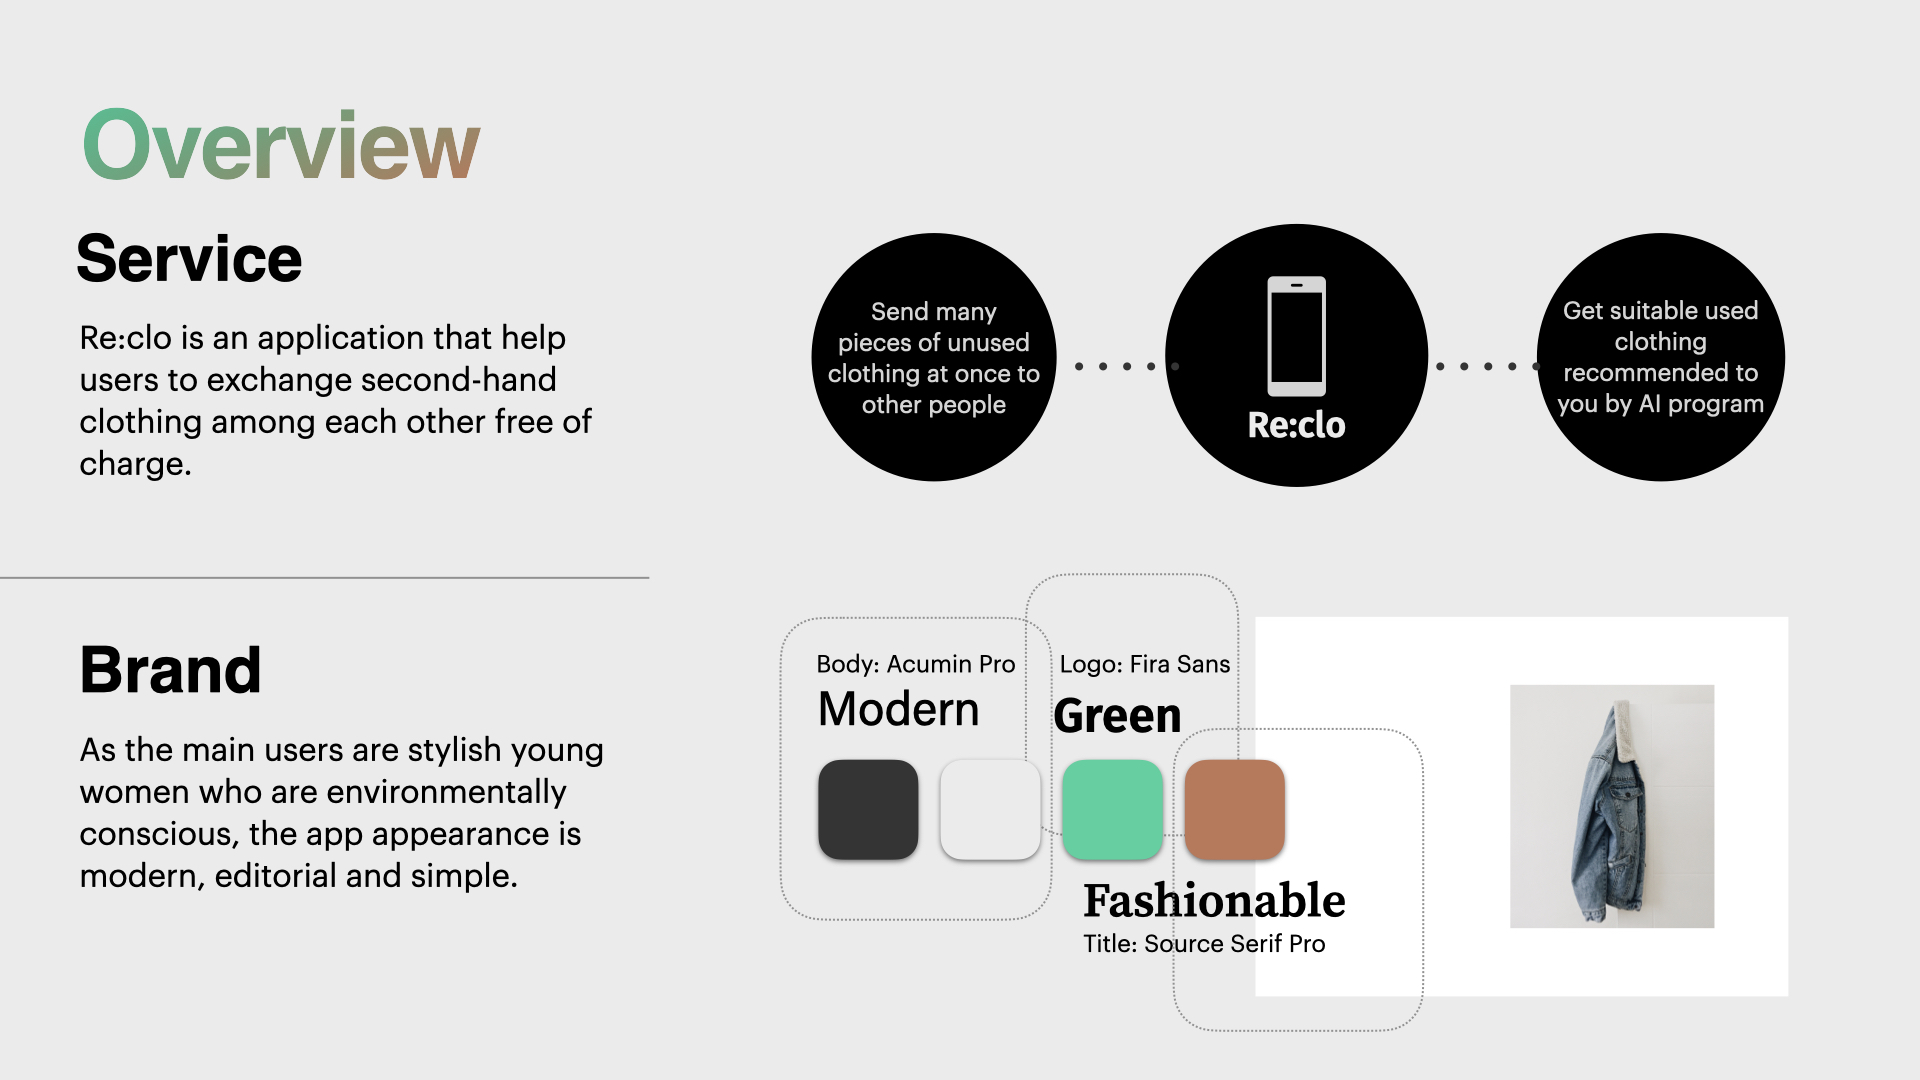 Overview
Service
Re:clo is an application that help
users to exchange second-hand
clothing among each other free of
charge.
Send many
pieces of unused
clothing at once to
other people
Re:clo
Get suitable used
clothing
recommended to
you by AI program
Brand
As the main users are stylish young
women who are environmentally
conscious, the app appearance is
modern, editorial and simple.
Body: Acumin Pro
Modern
Logo: Fira Sans
Green
Fashionable
Title: Source Serif Pro